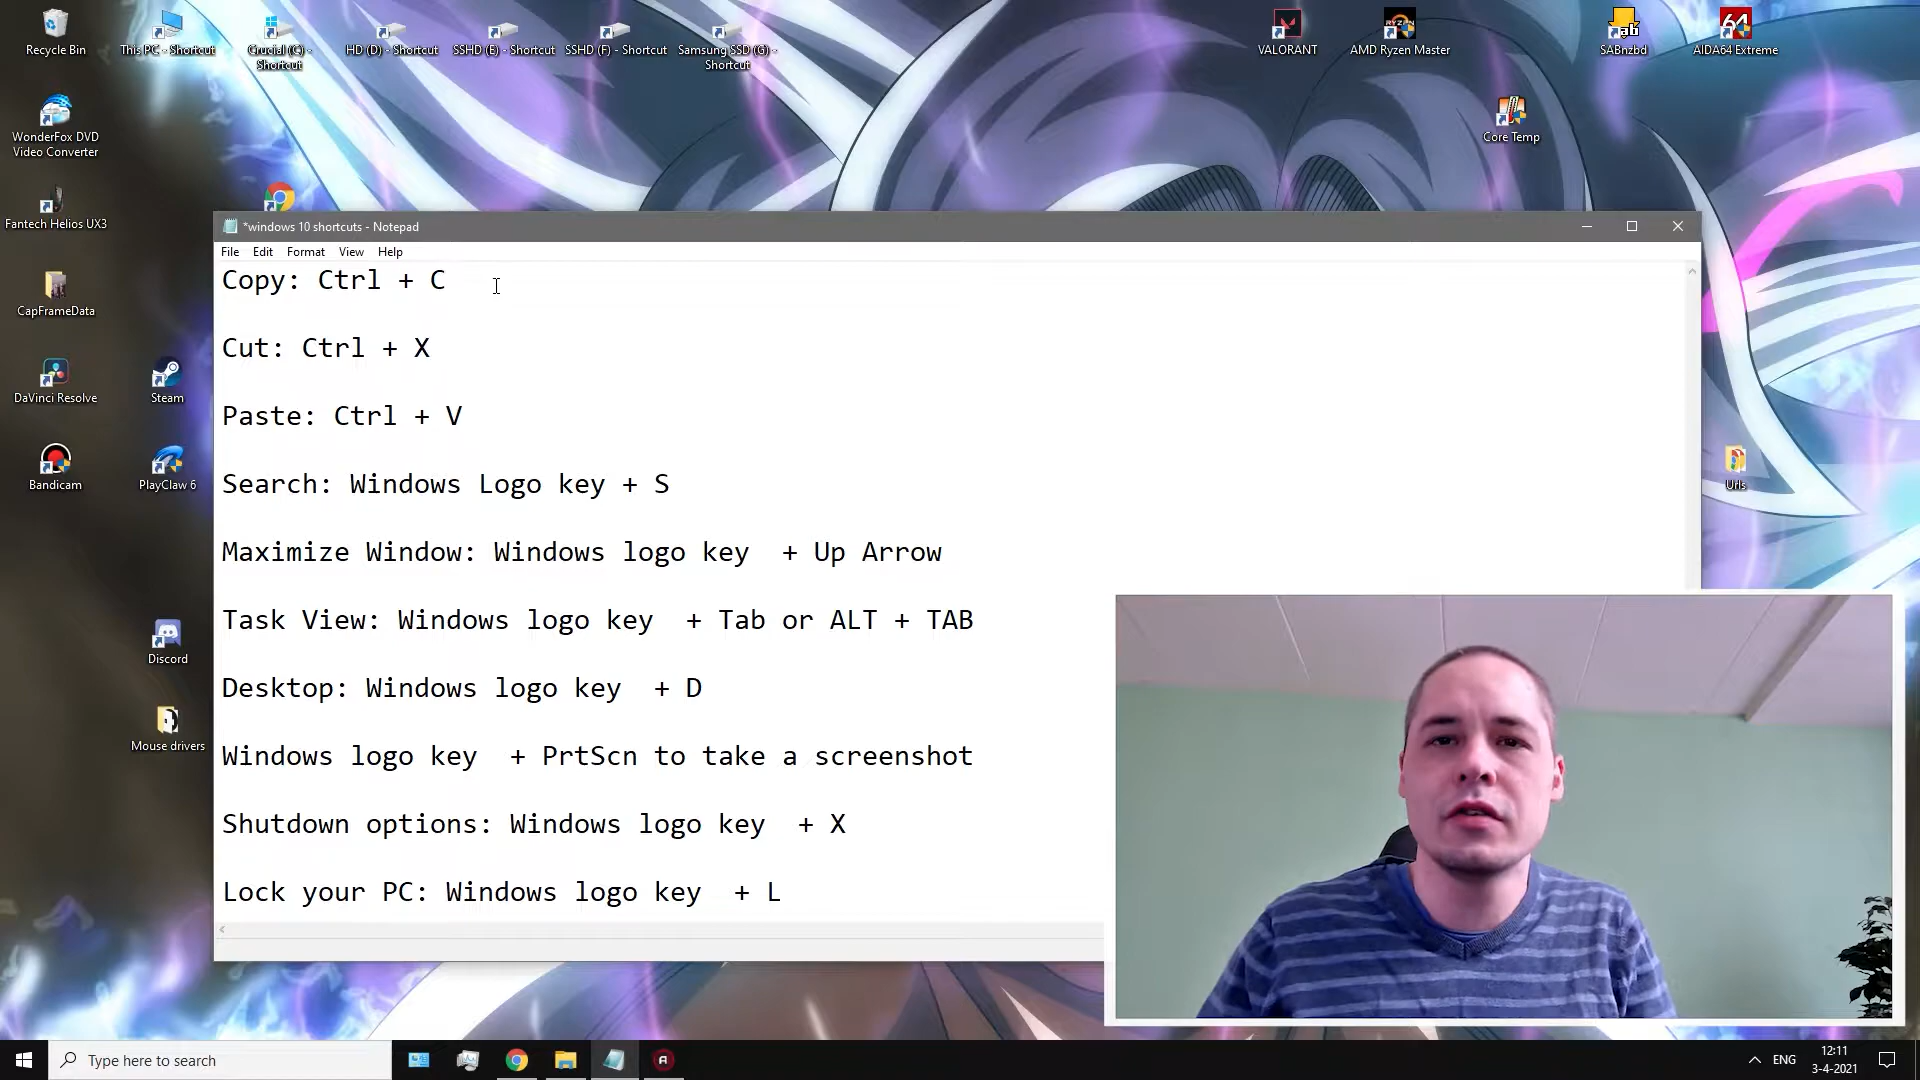 Recycle Bin
This PC - Shortcut
Crucial (C) - Shortcut
HD (D) - Shortcut
SSHD (E) - Shortcut
SSHD (F) - Shortcut
Samsung SSD (G) - Shortcut
VALORANT
RYZEN
AMD Ryzen Master
ab
SABnzbd
64
AIDA64 Extreme
WonderFox DVD
Video Converter
Core Temp
Fantech Helios UX3
CapFrameData
DaVinci Resolve
Steam
Bandicam
PlayClaw 6
Urls
Discord
Mouse drivers
*windows 10 shortcuts - Notepad
File Edit Format View Help
Copy: Ctrl + C
Cut: Ctrl + X
Paste: Ctrl + V
Search: Windows Logo key + S
Maximize Window: Windows logo key  + Up Arrow
Task View: Windows logo key  + Tab or ALT + TAB
Desktop: Windows logo key  + D
Windows logo key  + PrtScn to take a screenshot
Shutdown options: Windows logo key  + X
Lock your PC: Windows logo key  + L
Type here to search
ENG
12:11
3-4-2021